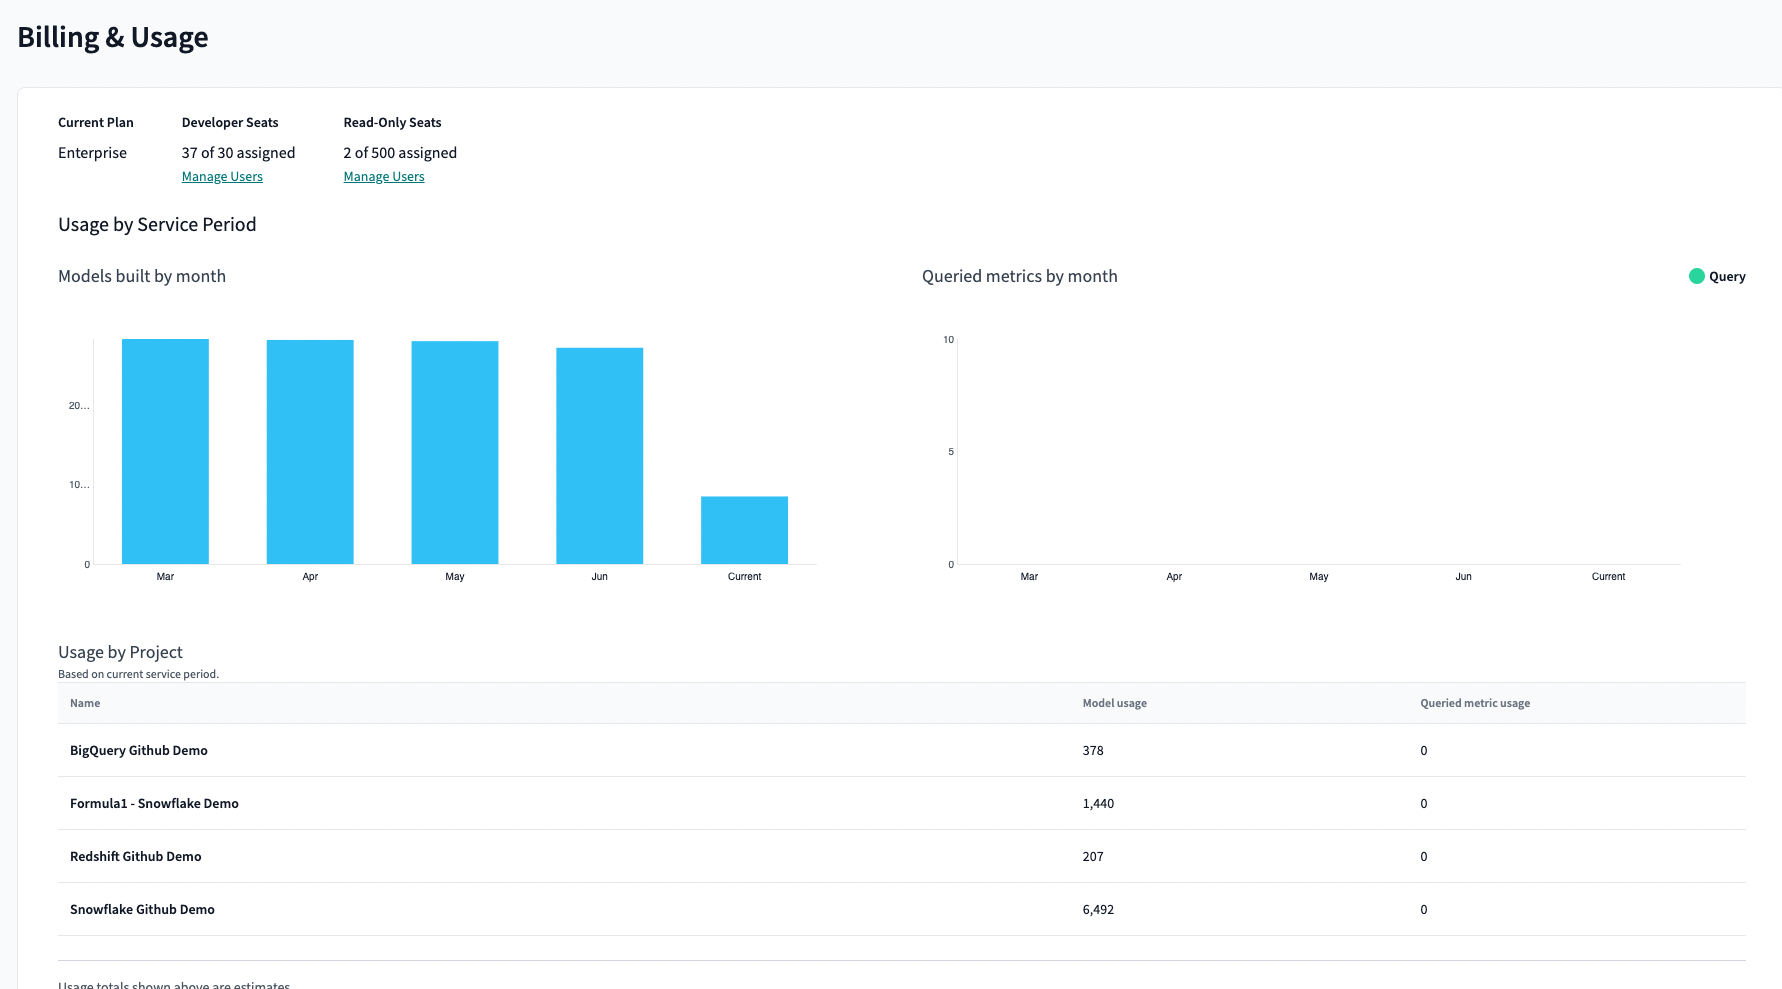 Billing & Usage
Current Plan
Developer Seats
Read-Only Seats
Enterprise
37 of 30 assigned
2 of 500 assigned
Manage Users
Manage Users
Usage by Service Period
Models built by month
20...
10...
0
Mar
Apr
May
Jun
Current
Queried metrics by month
Query
10
5
0
Mar
Apr
May
Jun
Current
Usage by Project
Based on current service period.
Name
Model usage
Queried metric usage
BigQuery Github Demo
378
0
Formula1 - Snowflake Demo
1,440
0
Redshift Github Demo
207
0
Snowflake Github Demo
6,492
0
Usage totals shown above are estimates